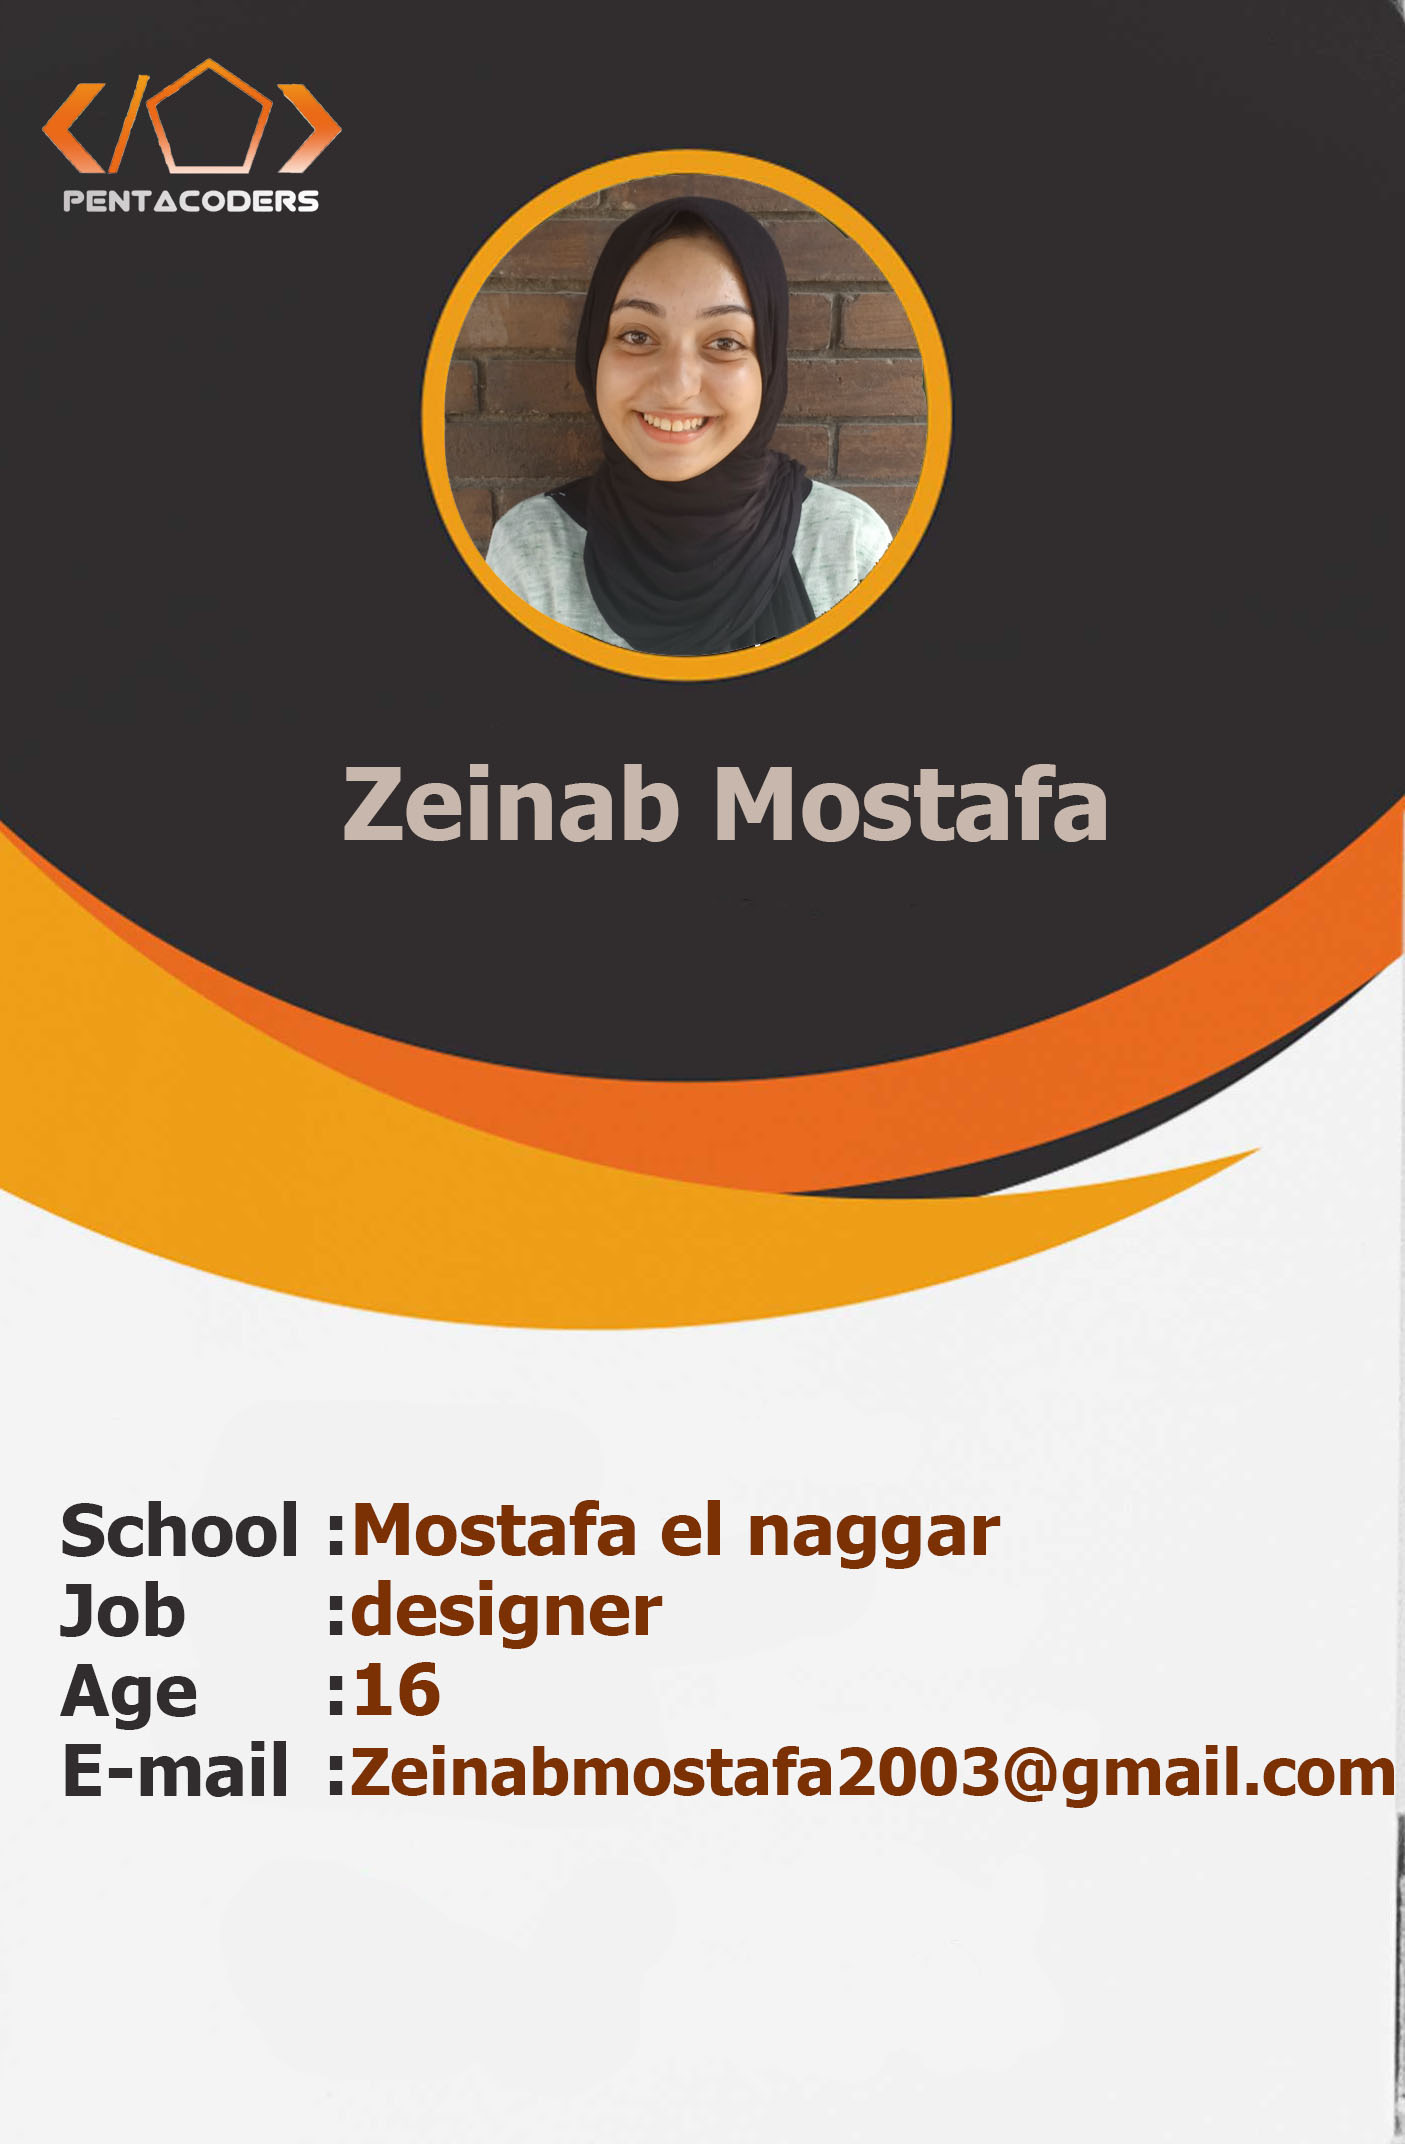 PENTACODERS
Zeinab Mostafa
School :Mostafa el naggar
Job :designer
Age :16
E-mail :Zeinabmostafa2003@gmail.com